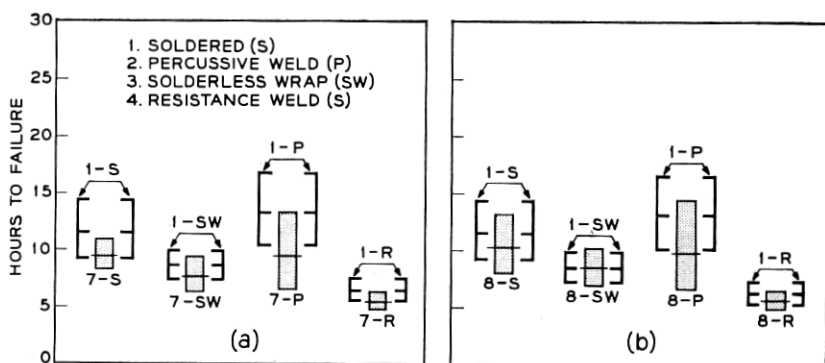 30
25
20
15
10
5
0
HOURS TO FAILURE
1. SOLDERED (S)
2. PERCUSSIVE WELD (P)
3. SOLDERLESS WRAP (SW)
4. RESISTANCE WELD (S)
1-S
7-S
1-SW
7-SW
1-P
7-P
1-R
7-R
(a)
1-S
8-S
1-SW
8-SW
1-P
8-P
1-R
8-R
(b)